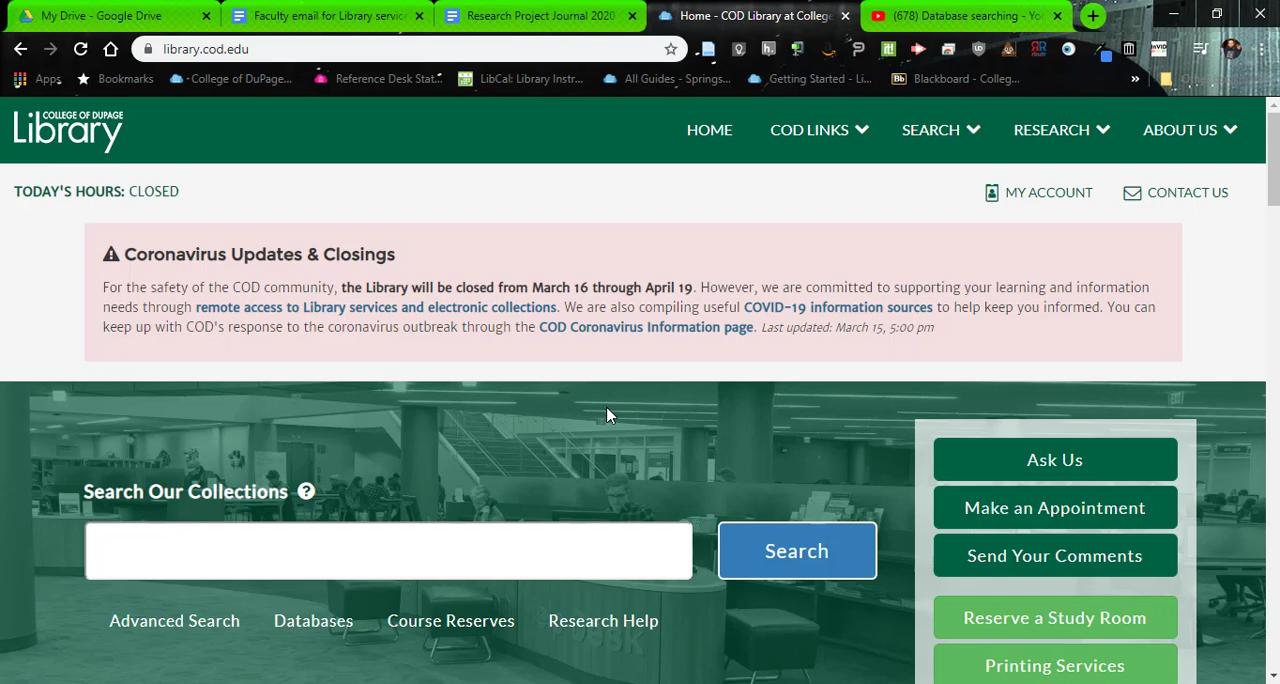 My Drive - Google Drive
Faculty email for Library service
Research Project Journal 2020
Home - COD Library at College
(678) Database searching - Yo
library.cod.edu
Apps
Bookmarks
College of DuPage...
Reference Desk Stat...
LibCal: Library Instr...
All Guides - Springs...
Getting Started - Li...
Bb
Blackboard - Colleg...
»
COLLEGE OF DUPAGE
Library
HOME
COD LINKS
SEARCH
RESEARCH
ABOUT US
TODAY'S HOURS: CLOSED
MY ACCOUNT
CONTACT US
Coronavirus Updates & Closings
For the safety of the COD community, the Library will be closed from March 16 through April 19. However, we are committed to supporting your learning and information
needs through remote access to Library services and electronic collections. We are also compiling useful COVID-19 information sources to help keep you informed. You can
keep up with COD's response to the coronavirus outbreak through the COD Coronavirus Information page. Last updated: March 15, 5:00 pm
Search Our Collections ?
Search
Advanced Search
Databases
Course Reserves
Research Help
Ask Us
Make an Appointment
Send Your Comments
Reserve a Study Room
Printing Services